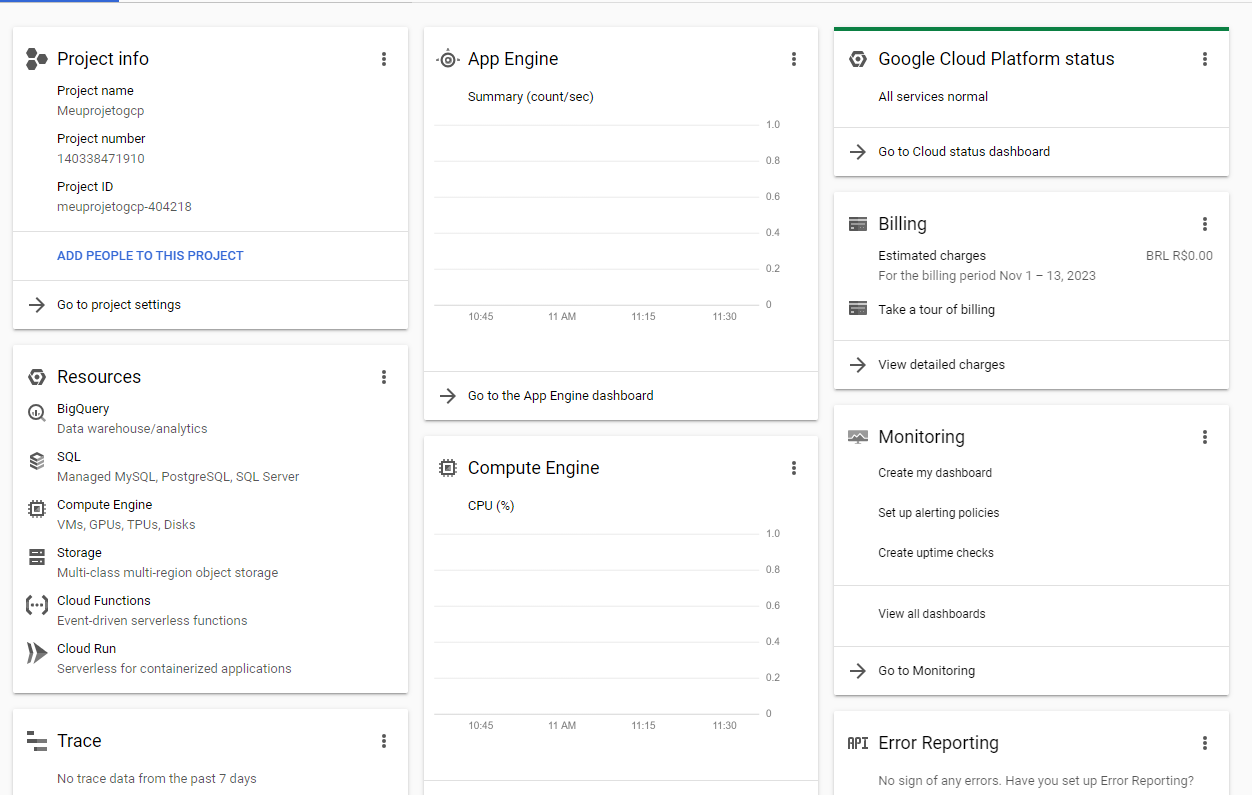 Project info
Project name
Meuprojetogcp
Project number
140338471910
Project ID
meuprojetogcp-404218
ADD PEOPLE TO THIS PROJECT
Go to project settings
Resources
BigQuery
Data warehouse/analytics
SQL
Managed MySQL, PostgreSQL, SQL Server
Compute Engine
VMs, GPUs, TPUs, Disks
Storage
Multi-class multi-region object storage
Cloud Functions
Event-driven serverless functions
Cloud Run
Serverless for containerized applications
Trace
No trace data from the past 7 days
App Engine
Summary (count/sec)
1.0
0.8
0.6
0.4
0.2
0
10:45 11 AM 11:15 11:30
Go to the App Engine dashboard
Compute Engine
CPU (%)
1.0
0.8
0.6
0.4
0.2
0
10:45 11 AM 11:15 11:30
Google Cloud Platform status
All services normal
Go to Cloud status dashboard
Billing
Estimated charges BRL R$0.00
For the billing period Nov 1 – 13, 2023
Take a tour of billing
View detailed charges
Monitoring
Create my dashboard
Set up alerting policies
Create uptime checks
View all dashboards
Go to Monitoring
API Error Reporting
No sign of any errors. Have you set up Error Reporting?